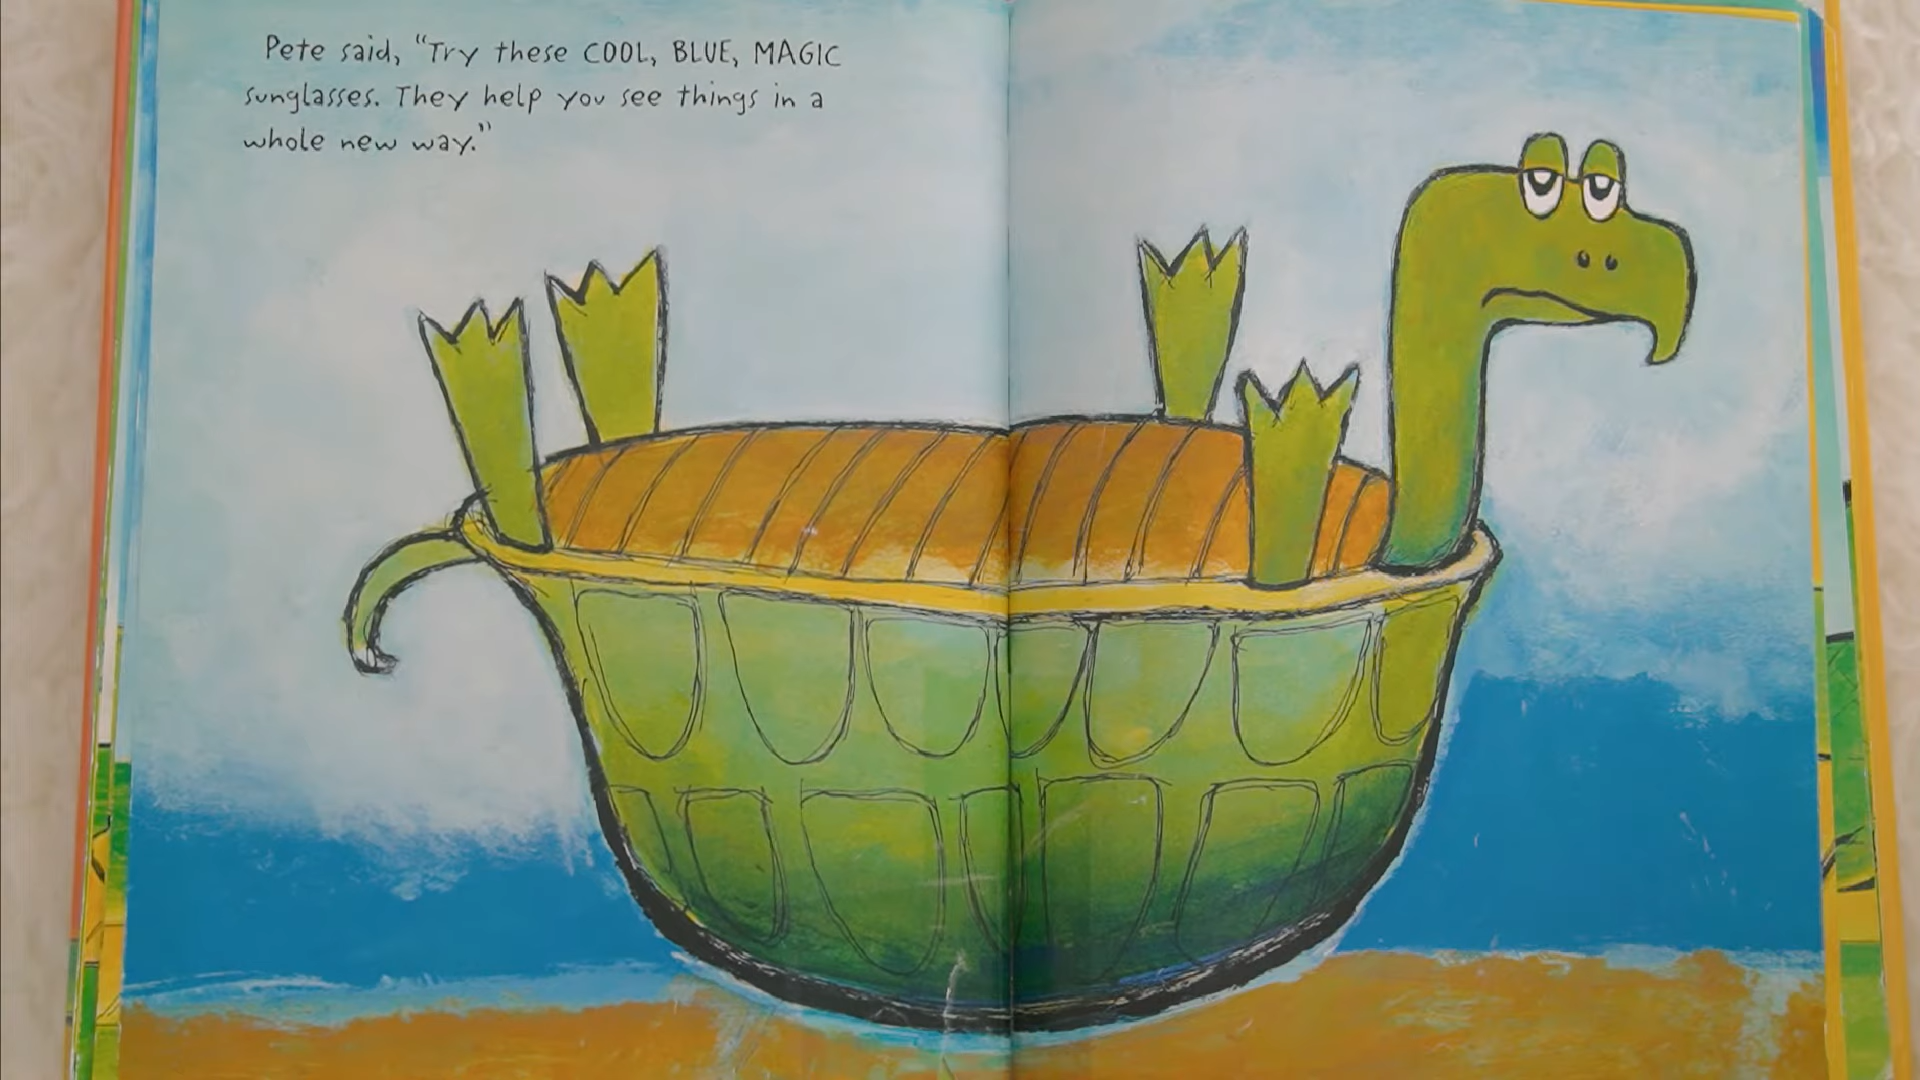 Pete said, “Try these COOL, BLUE, MAGIC
sunglasses. They help you see things in a
whole new way.”